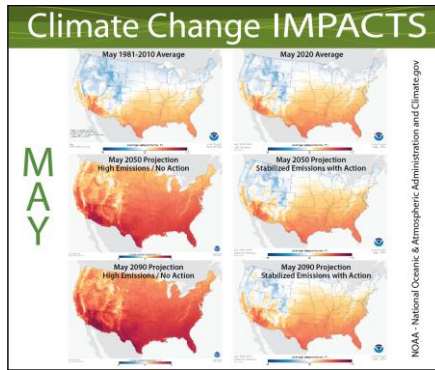 Climate Change IMPACTS
May 1981-2010 Average
May 2020 Average
MAY
May 2050 Projection
High Emissions / No Action
May 2050 Projection
Stabilized Emissions with Action
May 2090 Projection
High Emissions / No Action
May 2090 Projection
Stabilized Emissions with Action
NOAA - National Oceanic & Atmospheric Administration and Climate.gov